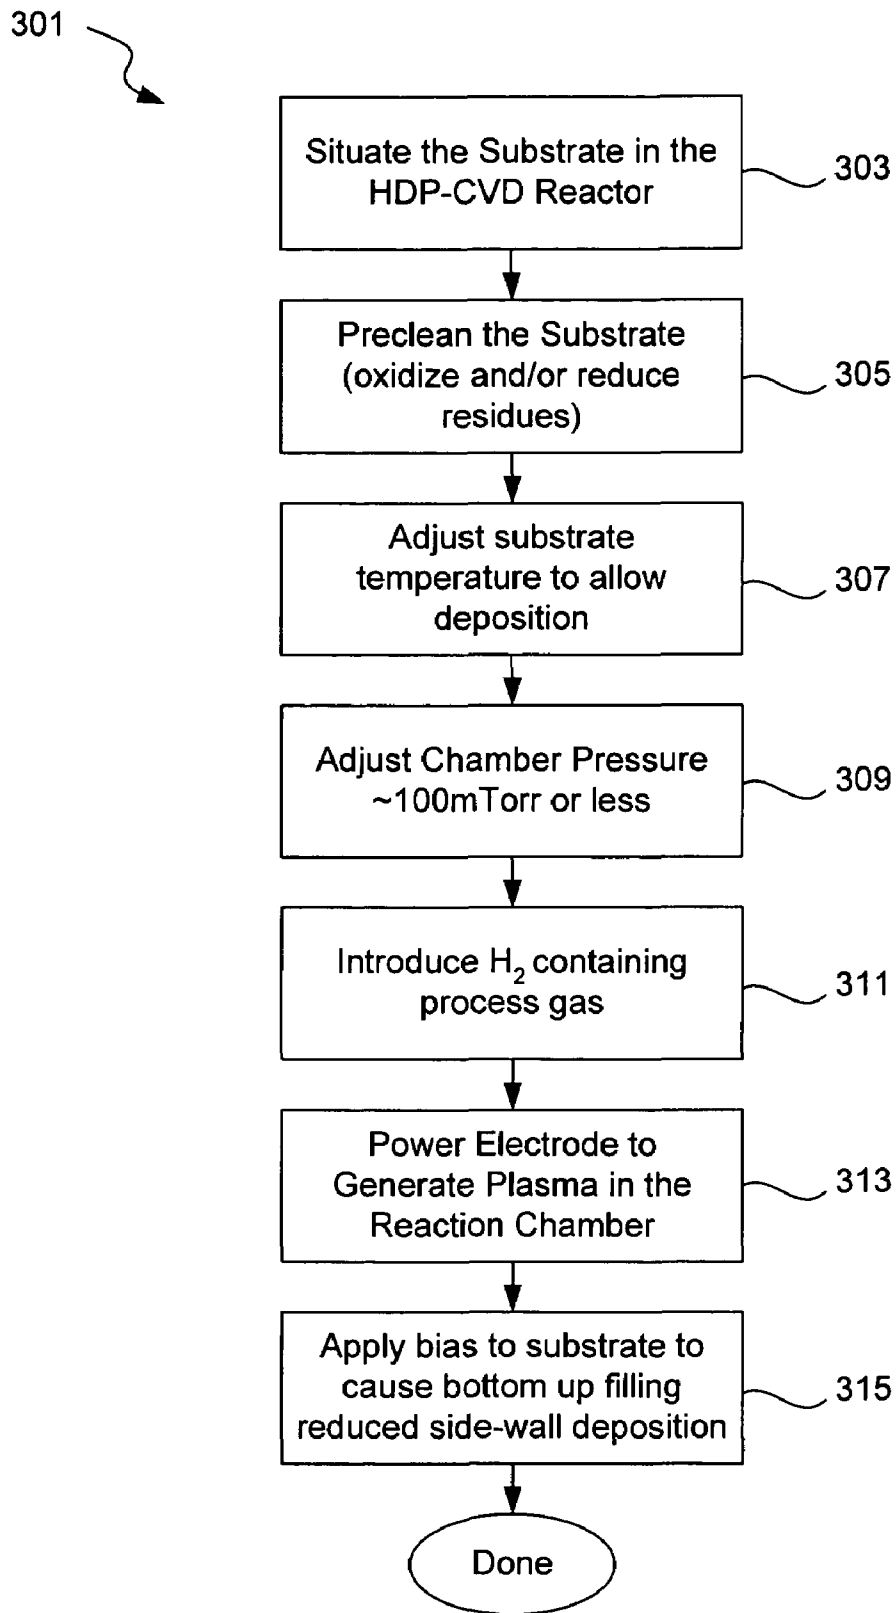 301
Situate the Substrate in the
HDP-CVD Reactor
303
Preclean the Substrate
(oxidize and/or reduce
residues)
305
Adjust substrate
temperature to allow
deposition
307
Adjust Chamber Pressure
~100mTorr or less
309
Introduce H₂ containing
process gas
311
Power Electrode to
Generate Plasma in the
Reaction Chamber
313
Apply bias to substrate to
cause bottom up filling
reduced side-wall deposition
315
Done